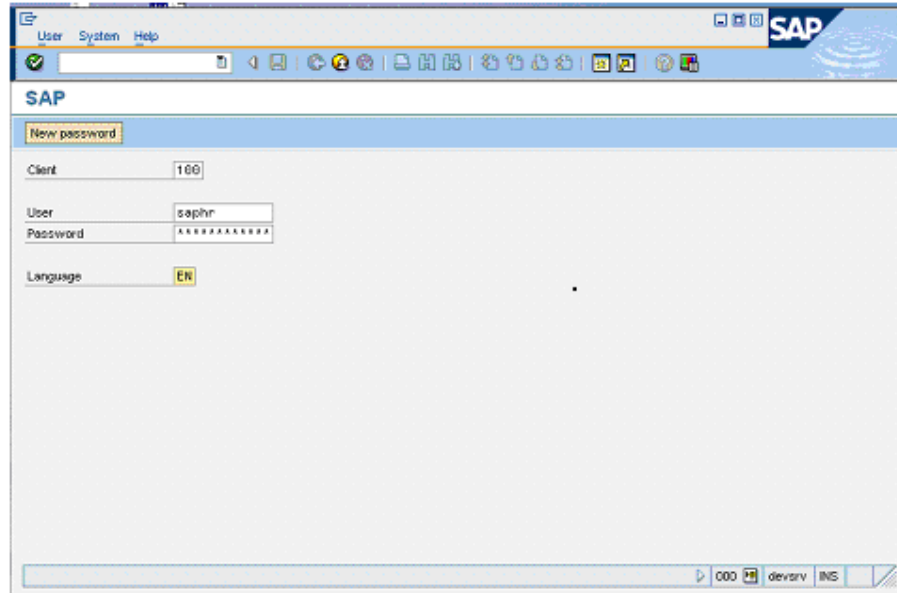 User System Help
SAP
SAP
New password
Client 100
User saphr
Password ************
Language EN
000 devsrv INS